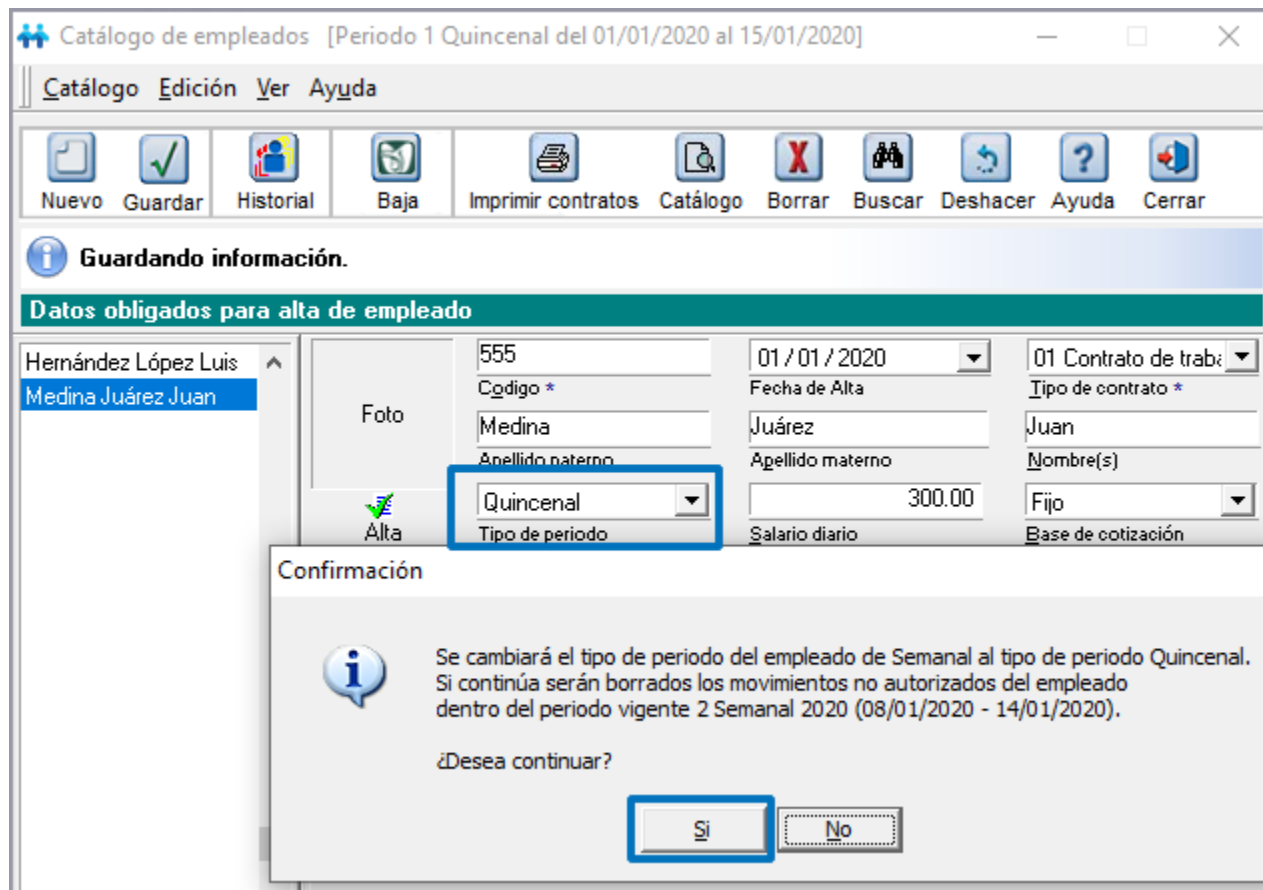 Catálogo de empleados [Periodo 1 Quincenal del 01/01/2020 al 15/01/2020]
Catálogo Edición Ver Ayuda
Nuevo Guardar Historial Baja Imprimir contratos Catálogo Borrar Buscar Deshacer Ayuda Cerrar
Guardando información.
Datos obligados para alta de empleado
Hernández López Luis
Medina Juárez Juan
Foto
Alta
555 01/01/2020 01 Contrato de traba
Codigo * Fecha de Alta Tipo de contrato *
Medina Juárez Juan
Apellido paterno Apellido materno Nombre(s)
Quincenal 300.00 Fijo
Tipo de periodo Salario diario Base de cotización
Confirmación
Se cambiará el tipo de periodo del empleado de Semanal al tipo de periodo Quincenal.
Si continúa serán borrados los movimientos no autorizados del empleado
dentro del periodo vigente 2 Semanal 2020 (08/01/2020 - 14/01/2020).
¿Desea continuar?
Si No